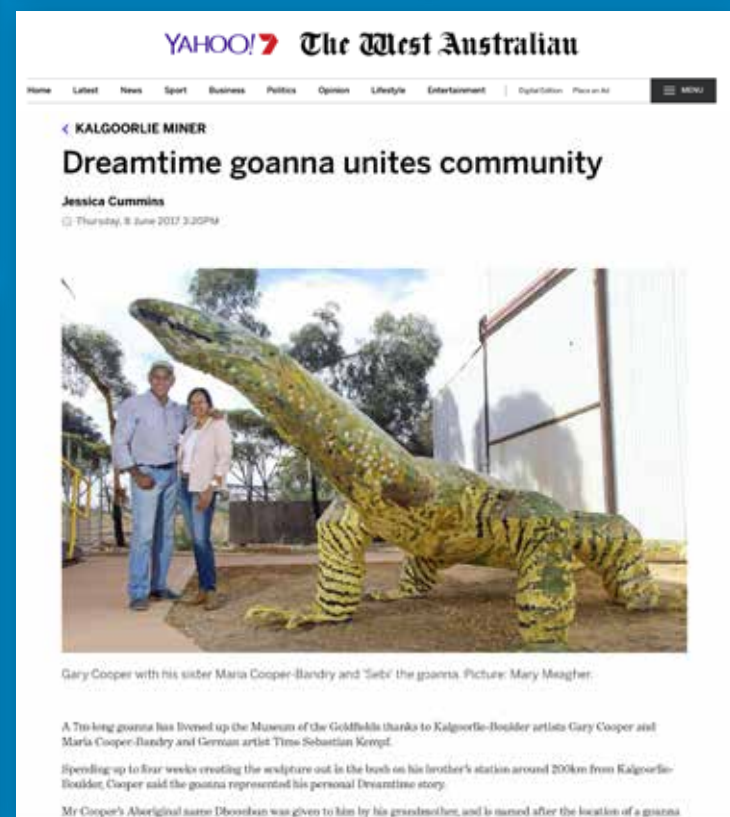 YAHOO!7 The West Australian
Home Latest News Sport Business Politics Opinion Lifestyle Entertainment Digital Edition Place an Ad MENU
KALGOORLIE MINER
Dreamtime goanna unites community
Jessica Cummins
Thursday, 8 June 2017 3:20PM
Gary Cooper with his sister Maria Cooper-Bandry and 'Sebi' the goanna. Picture: Mary Meagher.
A 7m-long goanna has livened up the Museum of the Goldfields thanks to Kalgoorlie-Boulder artists Gary Cooper and
Maria Cooper-Bandry and German artist Timo Sebastian Kempf.
Spending up to four weeks creating the sculpture out in the bush on his brother's station around 200km from Kalgoorlie-
Boulder, Cooper said the goanna represented his personal Dreamtime story.
Mr Cooper's Aboriginal name was given to him by his grandmother, and is named after the location of a goanna